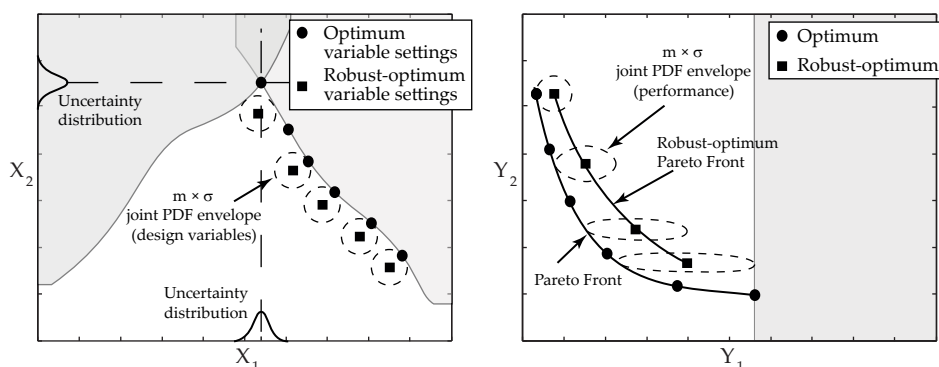 Optimum
variable settings
Robust-optimum
variable settings
Uncertainty
distribution
X2
m × σ
joint PDF envelope
(design variables)
Uncertainty
distribution
X1
Optimum
Robust-optimum
m × σ
joint PDF envelope
(performance)
Robust-optimum
Pareto Front
Y2
Pareto Front
Y1